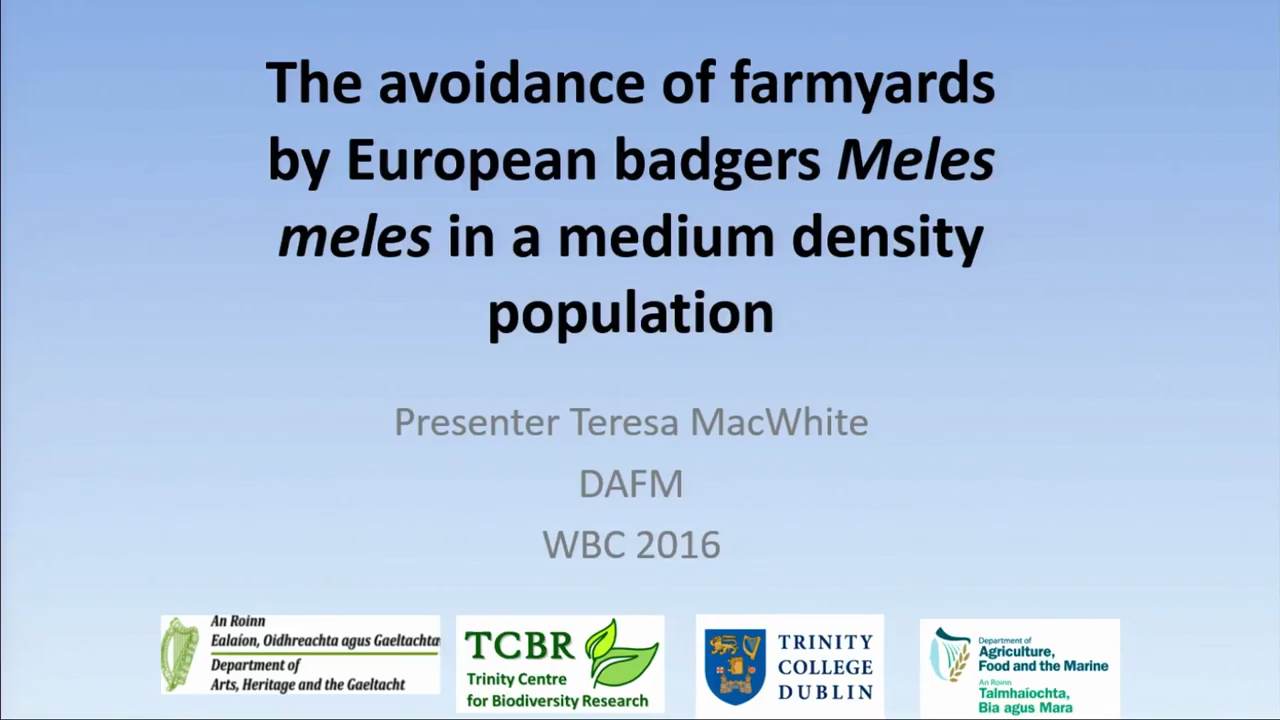 The avoidance of farmyards
by European badgers Meles
meles in a medium density
population
Presenter Teresa MacWhite
DAFM
WBC 2016
An Roinn
Ealaíon, Oidhreachta agus Gaeltachta
Department of
Arts, Heritage and the Gaeltacht
TCBR
Trinity Centre
for Biodiversity Research
TRINITY
COLLEGE
DUBLIN
Department of
Agriculture,
Food and the Marine
An Roinn
Talmhaíochta,
Bia agus Mara